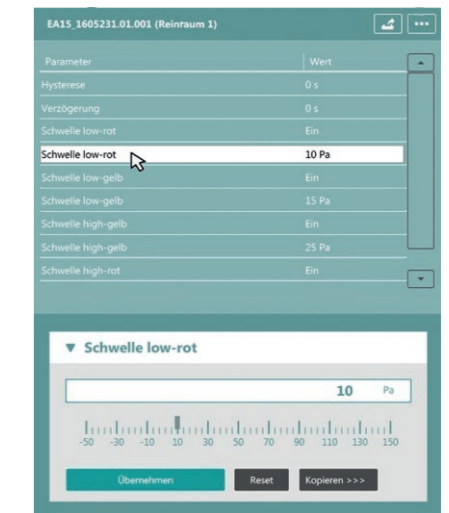 EA15_1605231.01.001 (Reinraum 1)
Parameter Wert
Hysterese 0 s
Verzögerung 0 s
Schwelle low-rot Ein
Schwelle low-rot 10 Pa
Schwelle low-gelb Ein
Schwelle low-gelb 15 Pa
Schwelle high-gelb Ein
Schwelle high-gelb 25 Pa
Schwelle high-rot Ein
Schwelle low-rot
10 Pa
-50 -30 -10 10 30 50 70 90 110 130 150
Übernehmen Reset Kopieren >>>